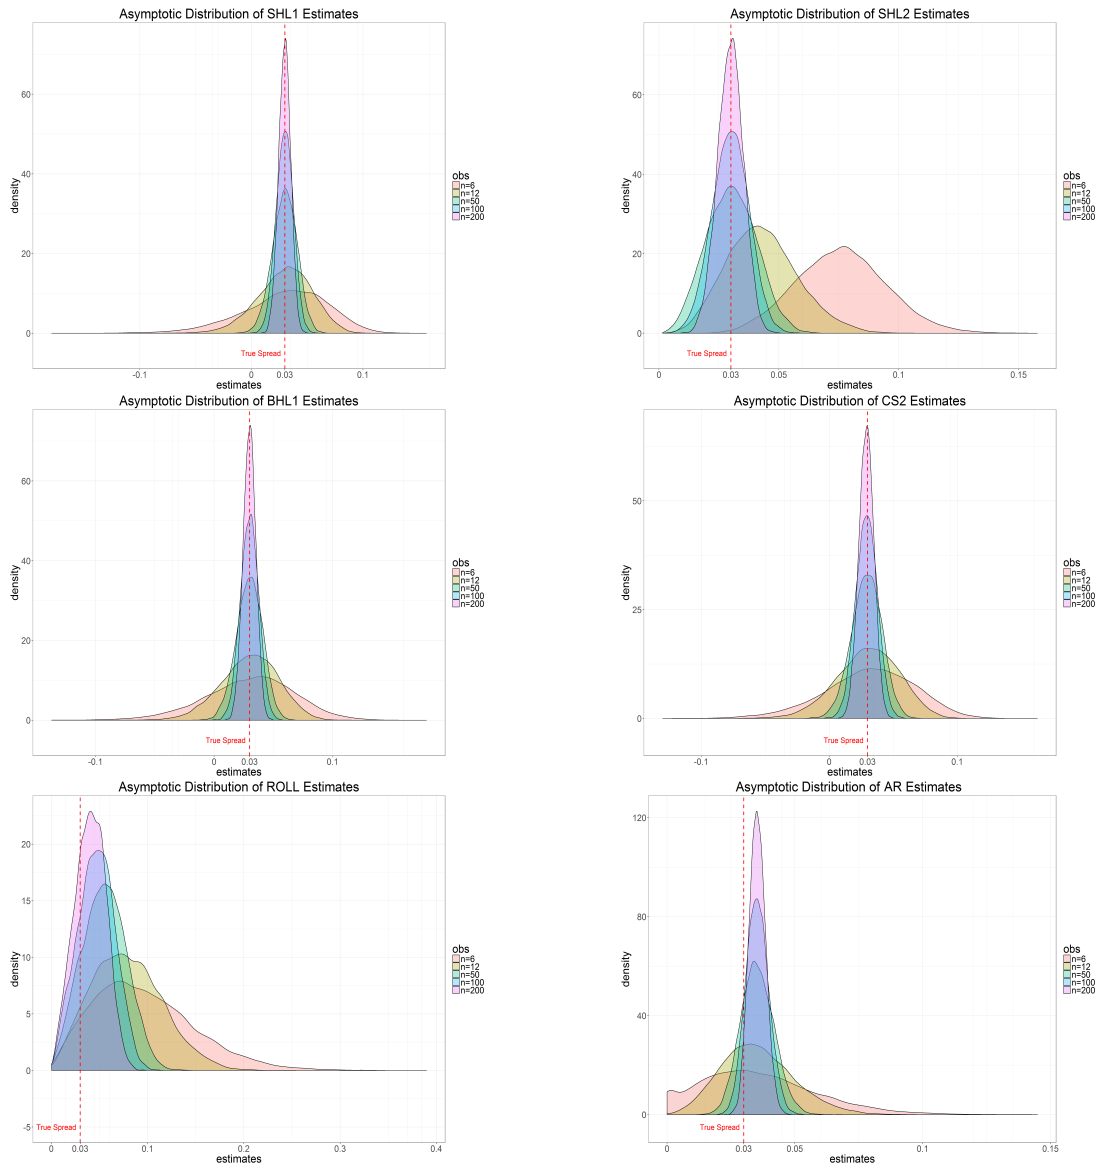 Asymptotic Distribution of SHL1 Estimates
density
60
40
20
0
True Spread
-0.1
0
0.03
0.1
estimates
obs
n=6
n=12
n=50
n=100
n=200
Asymptotic Distribution of SHL2 Estimates
density
60
40
20
0
True Spread
0
0.03
0.05
0.1
0.15
estimates
obs
n=6
n=12
n=50
n=100
n=200
Asymptotic Distribution of BHL1 Estimates
density
60
40
20
0
True Spread
-0.1
0
0.03
0.1
estimates
obs
n=6
n=12
n=50
n=100
n=200
Asymptotic Distribution of CS2 Estimates
density
50
25
0
True Spread
-0.1
0
0.03
0.1
estimates
obs
n=6
n=12
n=50
n=100
n=200
Asymptotic Distribution of ROLL Estimates
density
20
15
10
5
0
-5
True Spread
0
0.03
0.1
0.2
0.3
0.4
estimates
obs
n=6
n=12
n=50
n=100
n=200
Asymptotic Distribution of AR Estimates
density
120
80
40
0
True Spread
0
0.03
0.05
0.1
0.15
estimates
obs
n=6
n=12
n=50
n=100
n=200